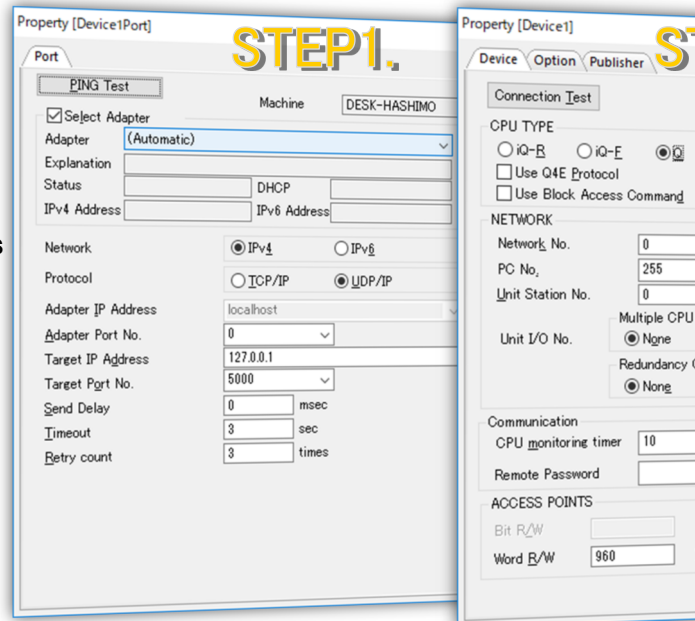 Property [Device1Port]
STEP1.
Port
PING Test
Machine DESK-HASHIMO
Select Adapter
Adapter (Automatic)
Explanation
Status DHCP
IPv4 Address IPv6 Address
Network IPv4 IPv6
Protocol TCP/IP UDP/IP
Adapter IP Address localhost
Adapter Port No. 0
Target IP Address 127.0.0.1
Target Port No. 5000
Send Delay 0 msec
Timeout 3 sec
Retry count 3 times
s
Property [Device1]
ST
Device Option Publisher
Connection Test
CPU TYPE
iQ-R iQ-F Q
Use Q4E Protocol
Use Block Access Command
NETWORK
Network No. 0
PC No. 255
Unit Station No. 0
Multiple CPU
Unit I/O No. None
Redundancy
None
Communication
CPU monitoring timer 10
Remote Password
ACCESS POINTS
Bit R/W
Word R/W 960